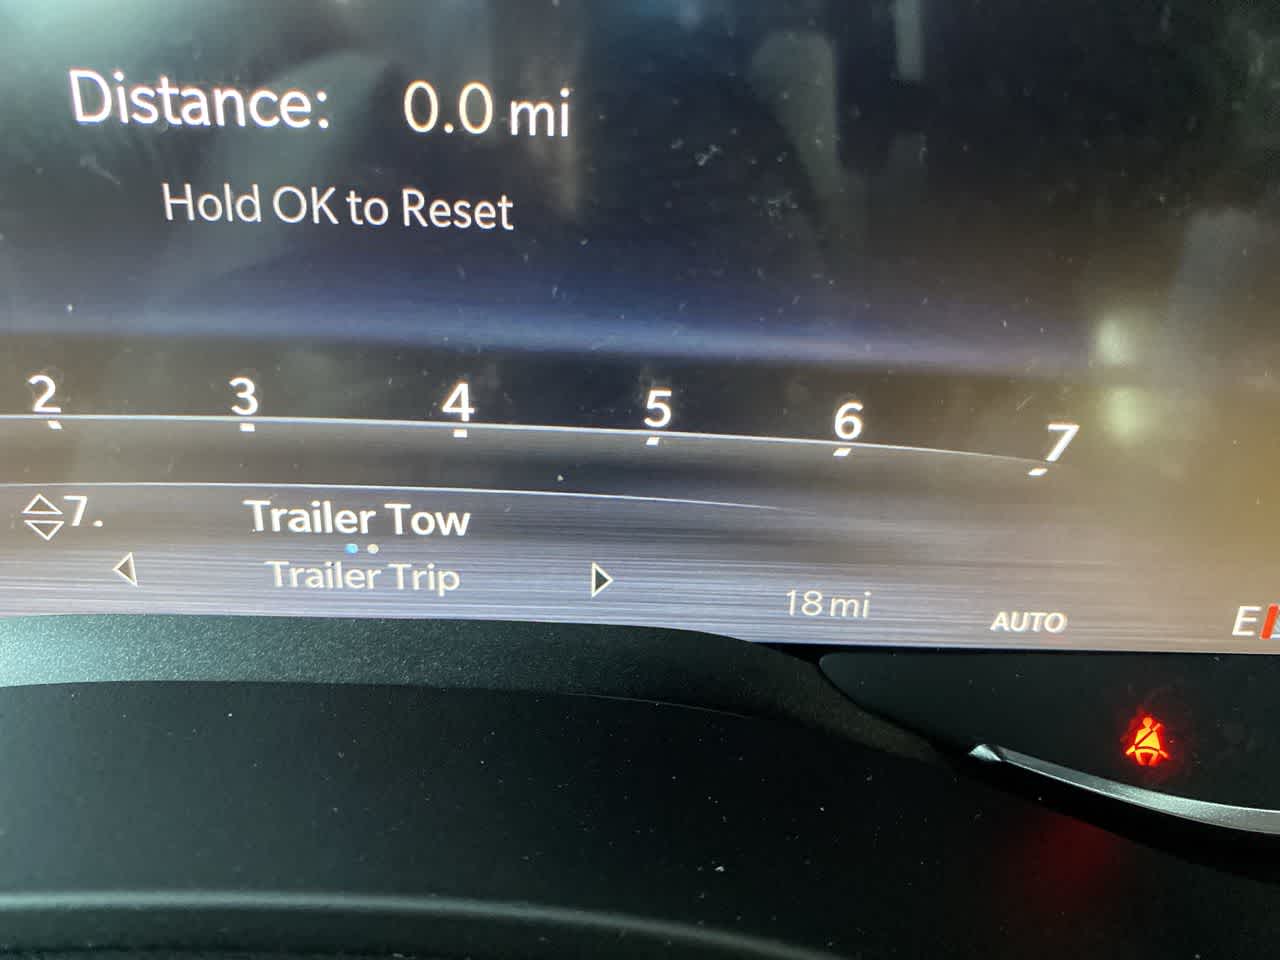 Distance: 0.0 mi
Hold OK to Reset
2 3 4 5 6 7
7. Trailer Tow
Trailer Trip
18 mi
AUTO
E